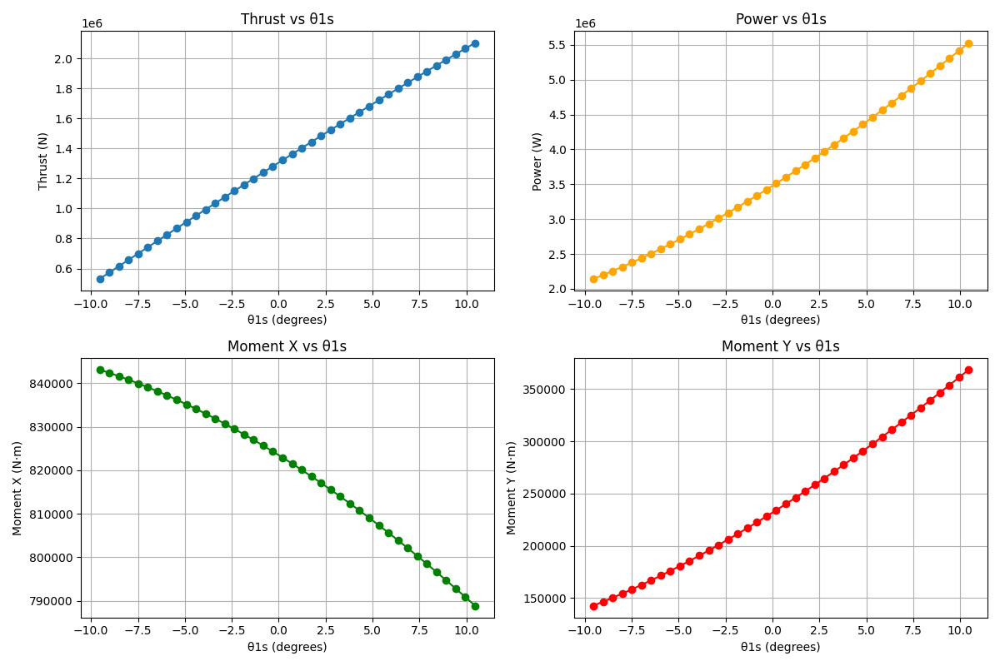 Thrust vs θ1s
1e6
Thrust (N)
2.0
1.8
1.6
1.4
1.2
1.0
0.8
0.6
−10.0 −7.5 −5.0 −2.5 0.0 2.5 5.0 7.5 10.0
θ1s (degrees)
Power vs θ1s
1e6
Power (W)
5.5
5.0
4.5
4.0
3.5
3.0
2.5
2.0
−10.0 −7.5 −5.0 −2.5 0.0 2.5 5.0 7.5 10.0
θ1s (degrees)
Moment X vs θ1s
Moment X (N·m)
840000
830000
820000
810000
800000
790000
−10.0 −7.5 −5.0 −2.5 0.0 2.5 5.0 7.5 10.0
θ1s (degrees)
Moment Y vs θ1s
Moment Y (N·m)
350000
300000
250000
200000
150000
−10.0 −7.5 −5.0 −2.5 0.0 2.5 5.0 7.5 10.0
θ1s (degrees)